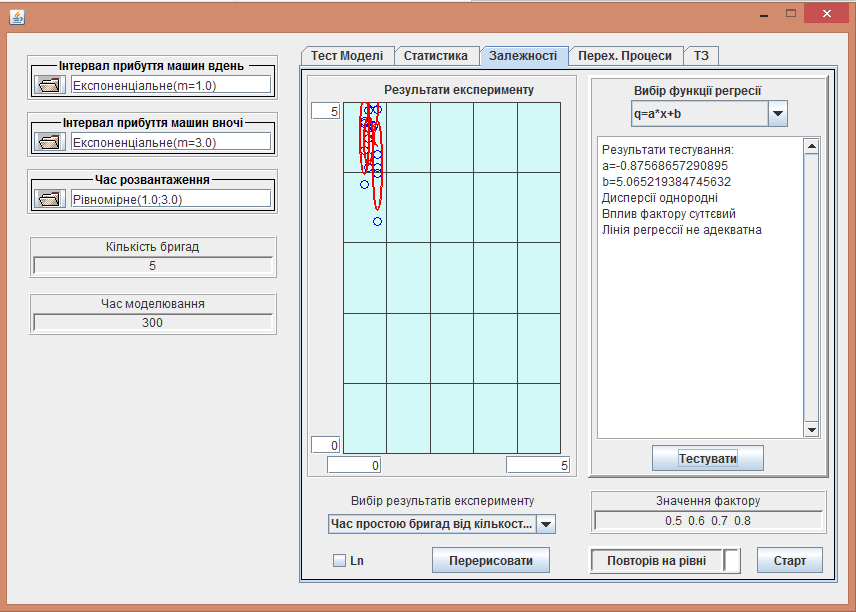 Інтервал прибуття машин вдень
Експоненціальне(m=1.0)
Інтервал прибуття машин вночі
Експоненціальне(m=3.0)
Час розвантаження
Рівномірне(1.0;3.0)
Кількість бригад
5
Час моделювання
300
Тест Моделі
Статистика
Залежності
Перех. Процеси
ТЗ
Результати експерименту
5
0
0
5
Вибір результатів експерименту
Час простою бригад від кількост...
Ln
Перерисовати
Вибір функції регресії
q=a*x+b
Результати тестування:
a=-0.87568657290895
b=5.065219384745632
Дисперсії однородні
Вплив фактору суттєвий
Лінія регрессії не адекватна
Тестувати
Значення фактору
0.5 0.6 0.7 0.8
Повторів на рівні
Старт